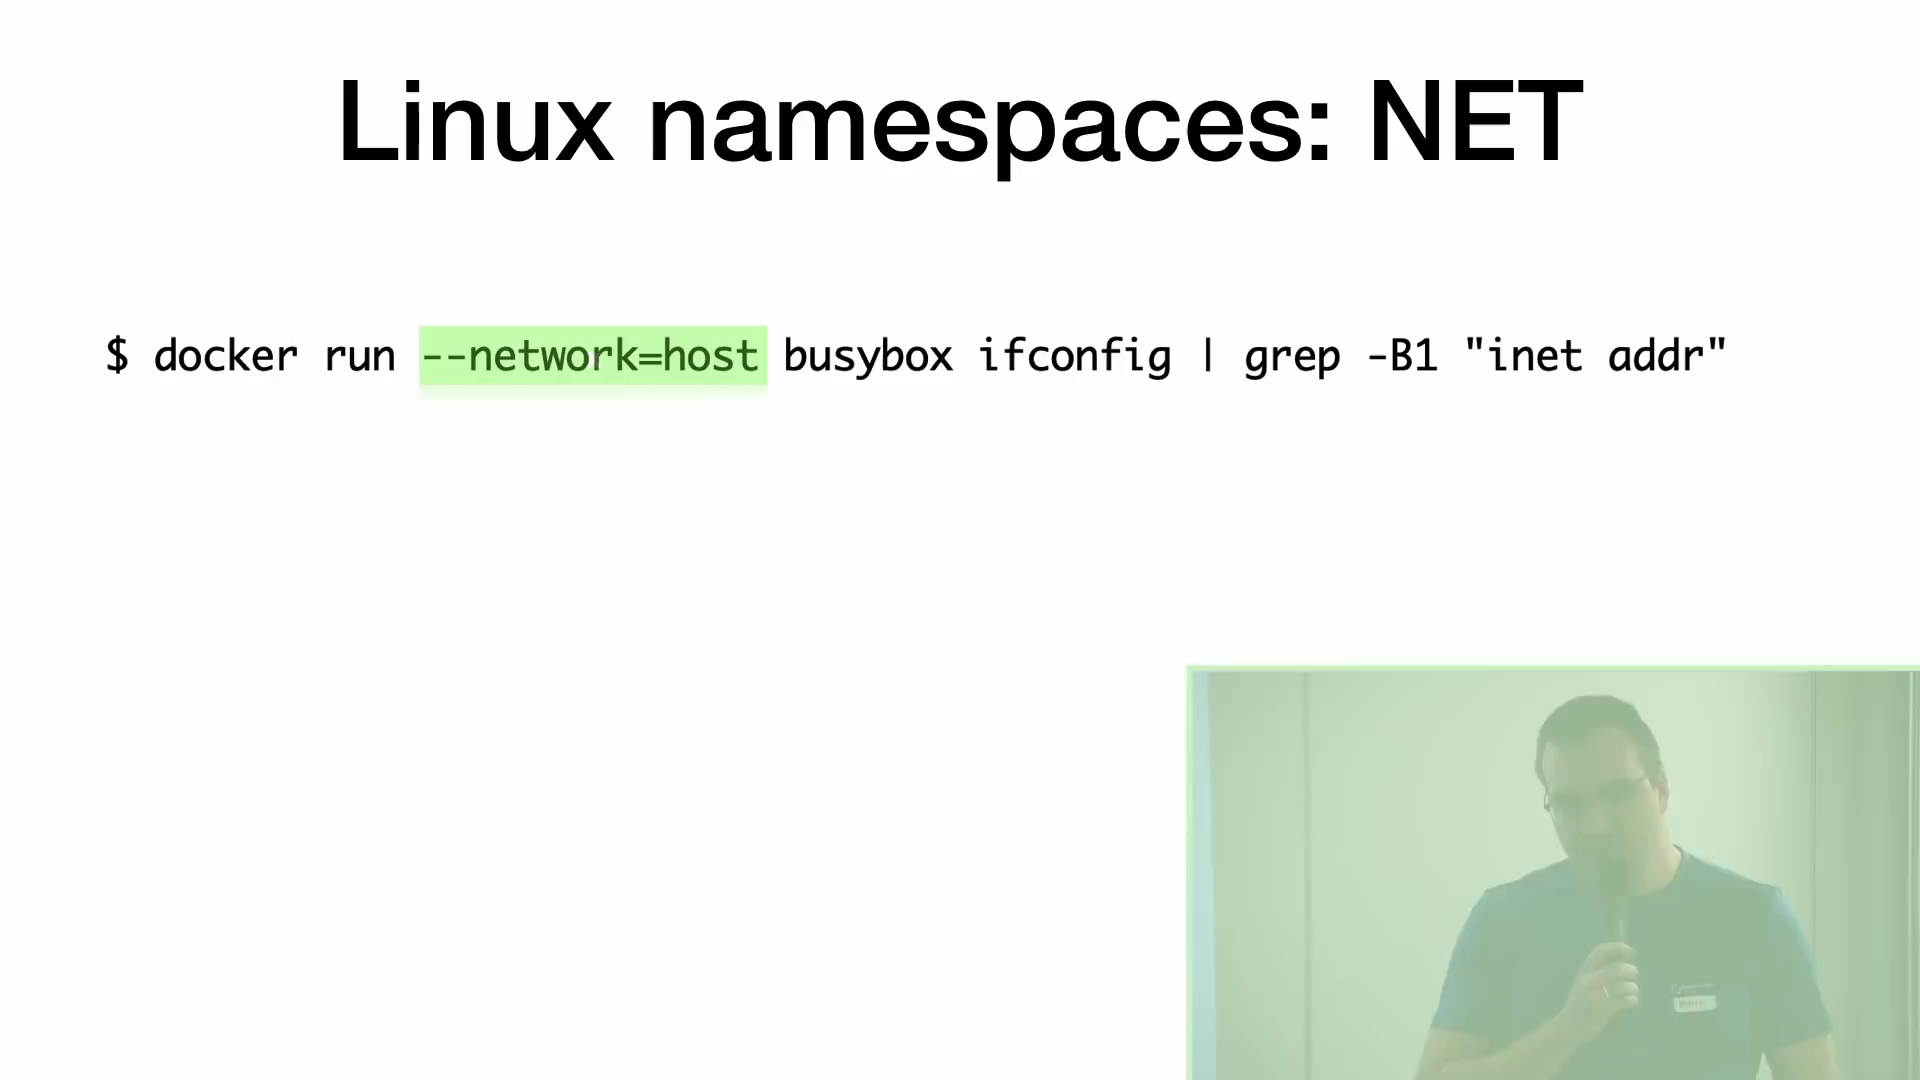 Linux namespaces: NET
$ docker run --network=host busybox ifconfig | grep -B1 "inet addr"